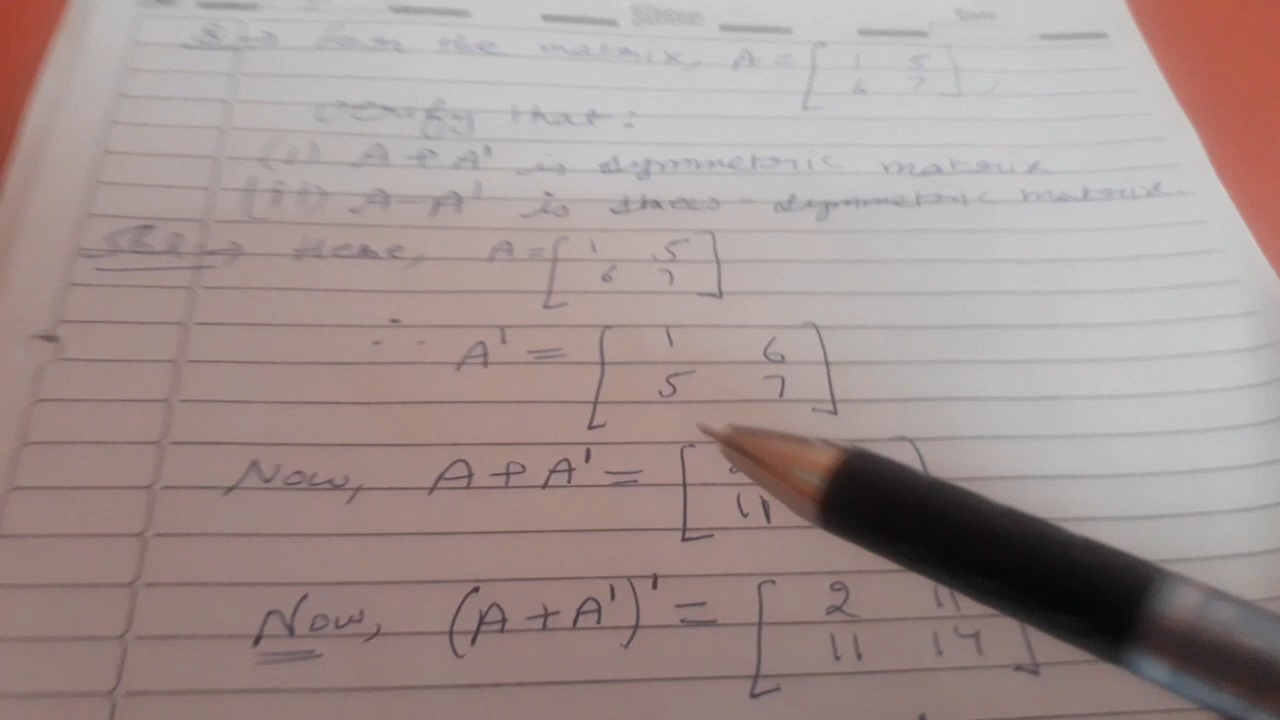 for the matrix, A = [ 1 5
6 7 ],
verify that:
(i) A + A' is symmetric matrix
(ii) A - A' is skew-symmetric matrix.
Here, A = [ 1 5
6 7 ]
∴ A' = [ 1 6
5 7 ]
Now, A + A' = [
11
Now, (A + A')' = [ 2 11
11 14 ]